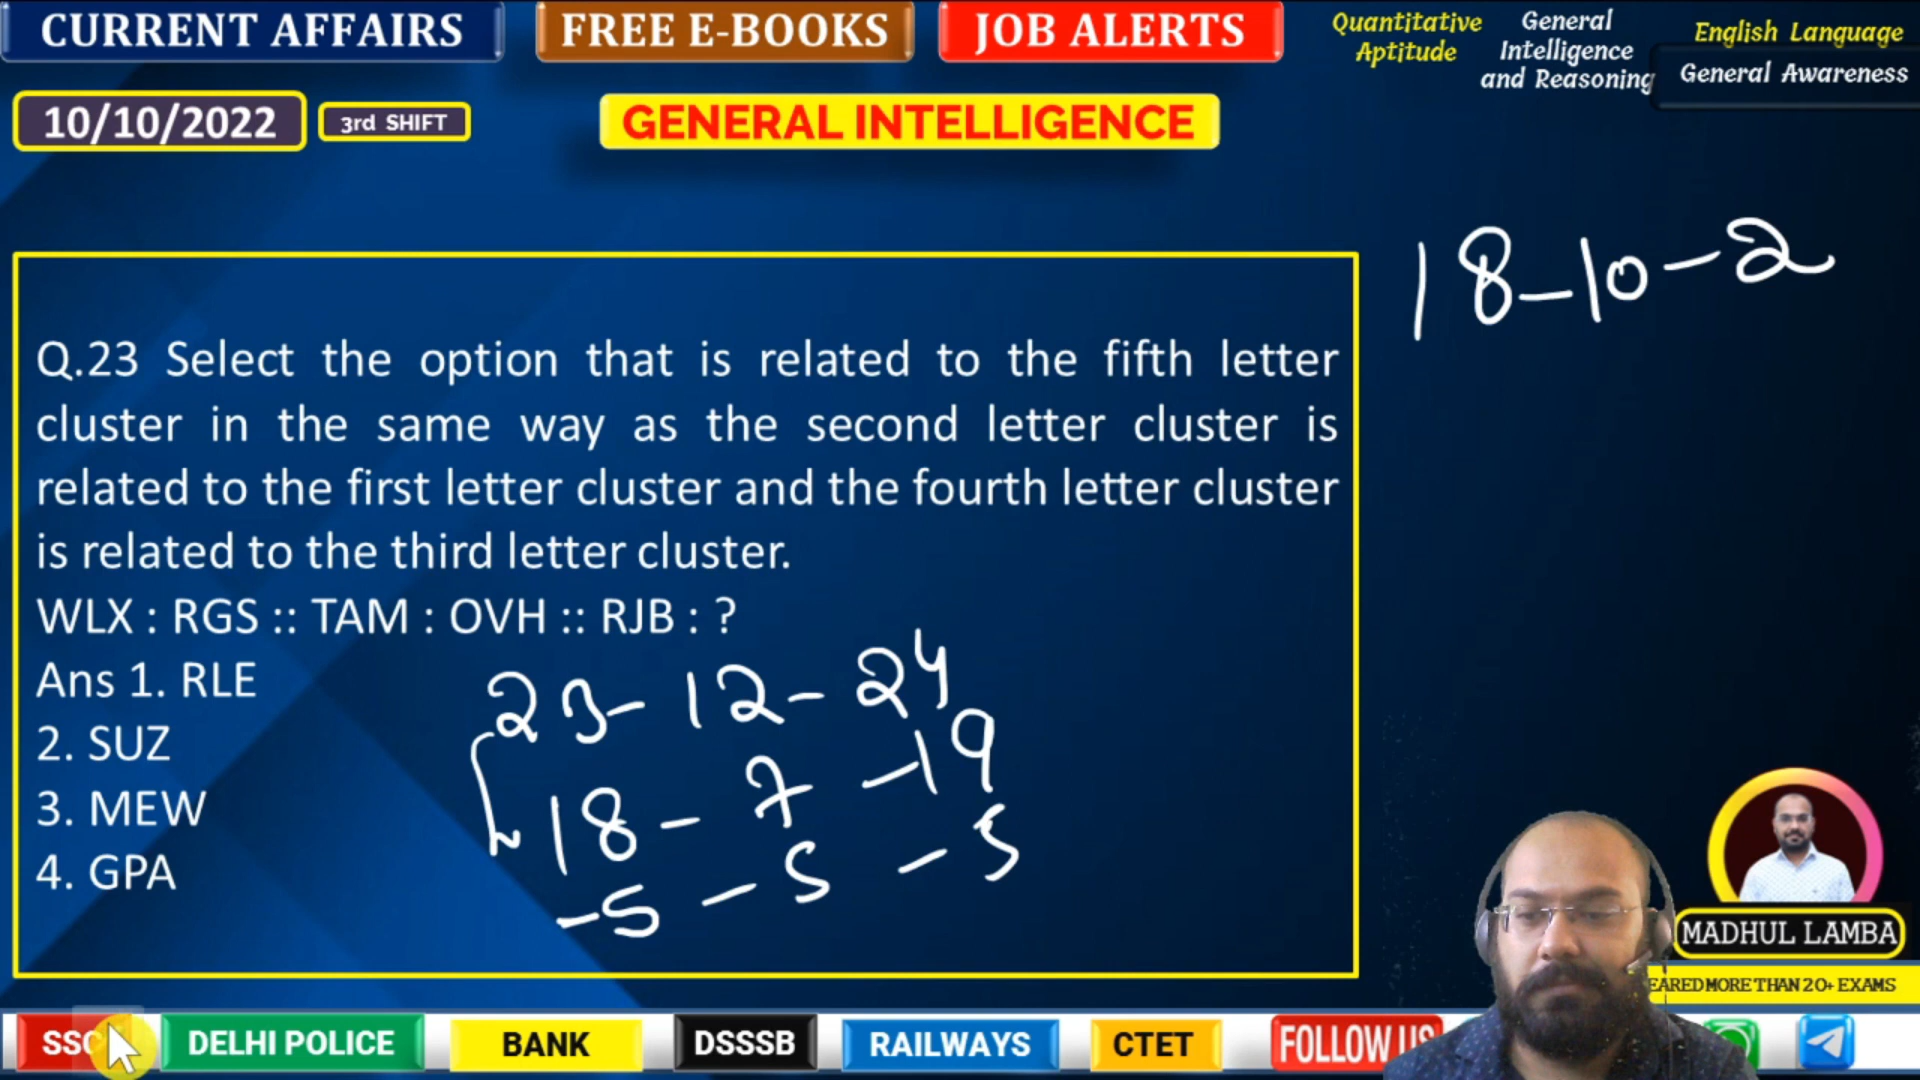 CURRENT AFFAIRS
FREE E-BOOKS
JOB ALERTS
Quantitative Aptitude
General Intelligence and Reasoning
English Language
General Awareness
10/10/2022
3rd SHIFT
GENERAL INTELLIGENCE
18-10-2
Q.23 Select the option that is related to the fifth letter
cluster in the same way as the second letter cluster is
related to the first letter cluster and the fourth letter cluster
is related to the third letter cluster.
WLX : RGS :: TAM : OVH :: RJB : ?
Ans 1. RLE
2. SUZ
3. MEW
4. GPA
23-12-24
18-7-19
-5-5-5
MADHUL LAMBA
EARED MORE THAN 20+ EXAMS
SSC
DELHI POLICE
BANK
DSSSB
RAILWAYS
CTET
FOLLOW US